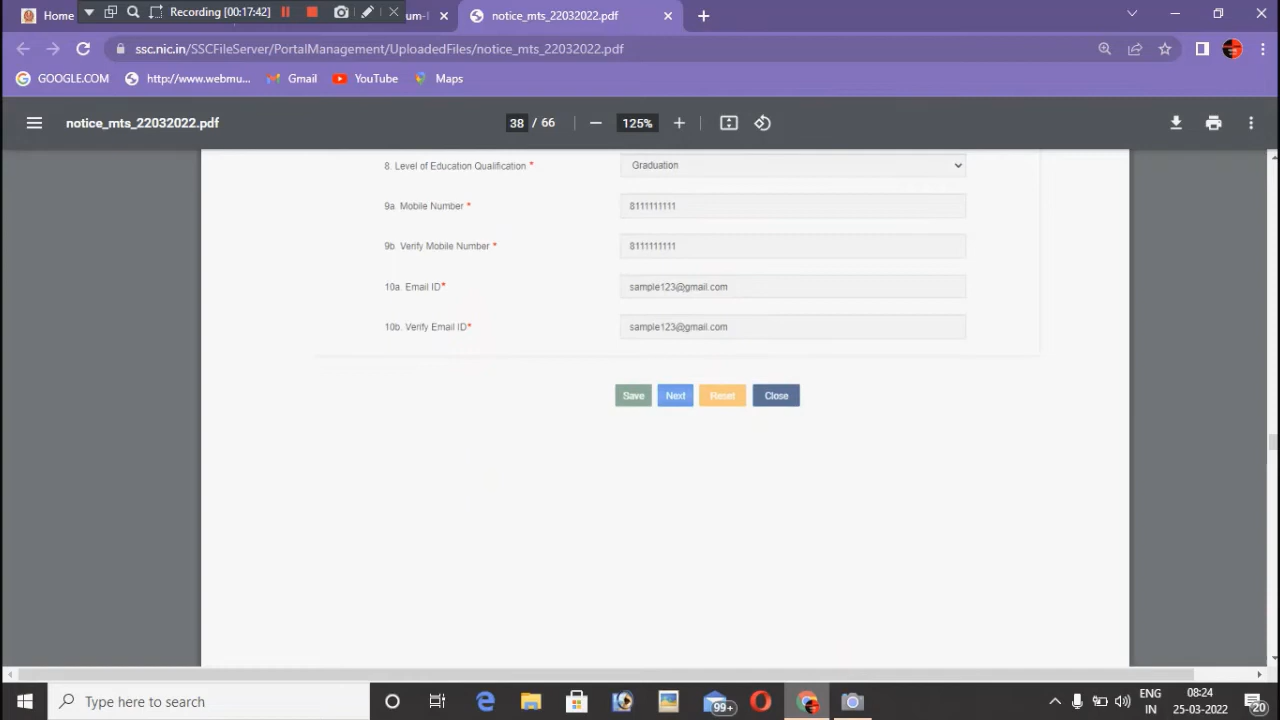 Home
Recording [00:17:42]
um-l
notice_mts_22032022.pdf
ssc.nic.in/SSCFileServer/PortalManagement/UploadedFiles/notice_mts_22032022.pdf
GOOGLE.COM
http://www.webmu...
Gmail
YouTube
Maps
notice_mts_22032022.pdf
38 / 66
125%
8. Level of Education Qualification *
Graduation
9a. Mobile Number *
8111111111
9b. Verify Mobile Number *
8111111111
10a. Email ID*
sample123@gmail.com
10b. Verify Email ID*
sample123@gmail.com
Save
Next
Reset
Close
Type here to search
99+
ENG
IN
08:24
25-03-2022
20